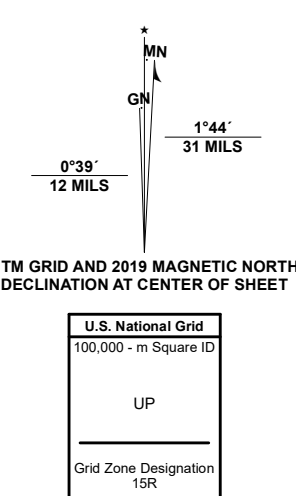 MN
GN
1°44´
31 MILS
0°39´
12 MILS
TM GRID AND 2019 MAGNETIC NORTH
DECLINATION AT CENTER OF SHEET
U.S. National Grid
100,000 - m Square ID
UP
Grid Zone Designation
15R